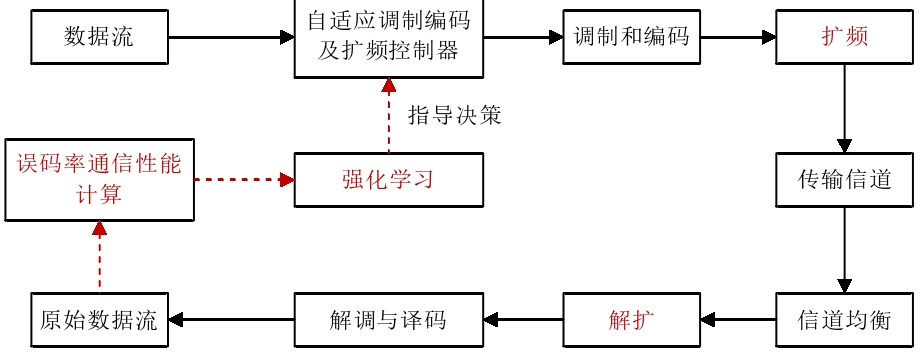 数据流
自适应调制编码
及扩频控制器
调制和编码
扩频
指导决策
误码率通信性能
计算
强化学习
传输信道
原始数据流
解调与译码
解扩
信道均衡